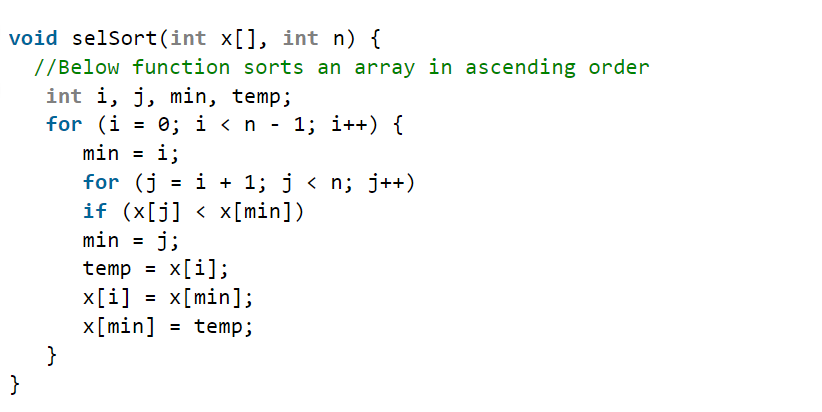 void selSort(int x[], int n) {
//Below function sorts an array in ascending order
int i, j, min, temp;
for (i = 0; i < n - 1; i++) {
min = i;
for (j = i + 1; j < n; j++)
if (x[j] < x[min])
min = j;
temp = x[i];
x[i] = x[min];
x[min] = temp;
}
}